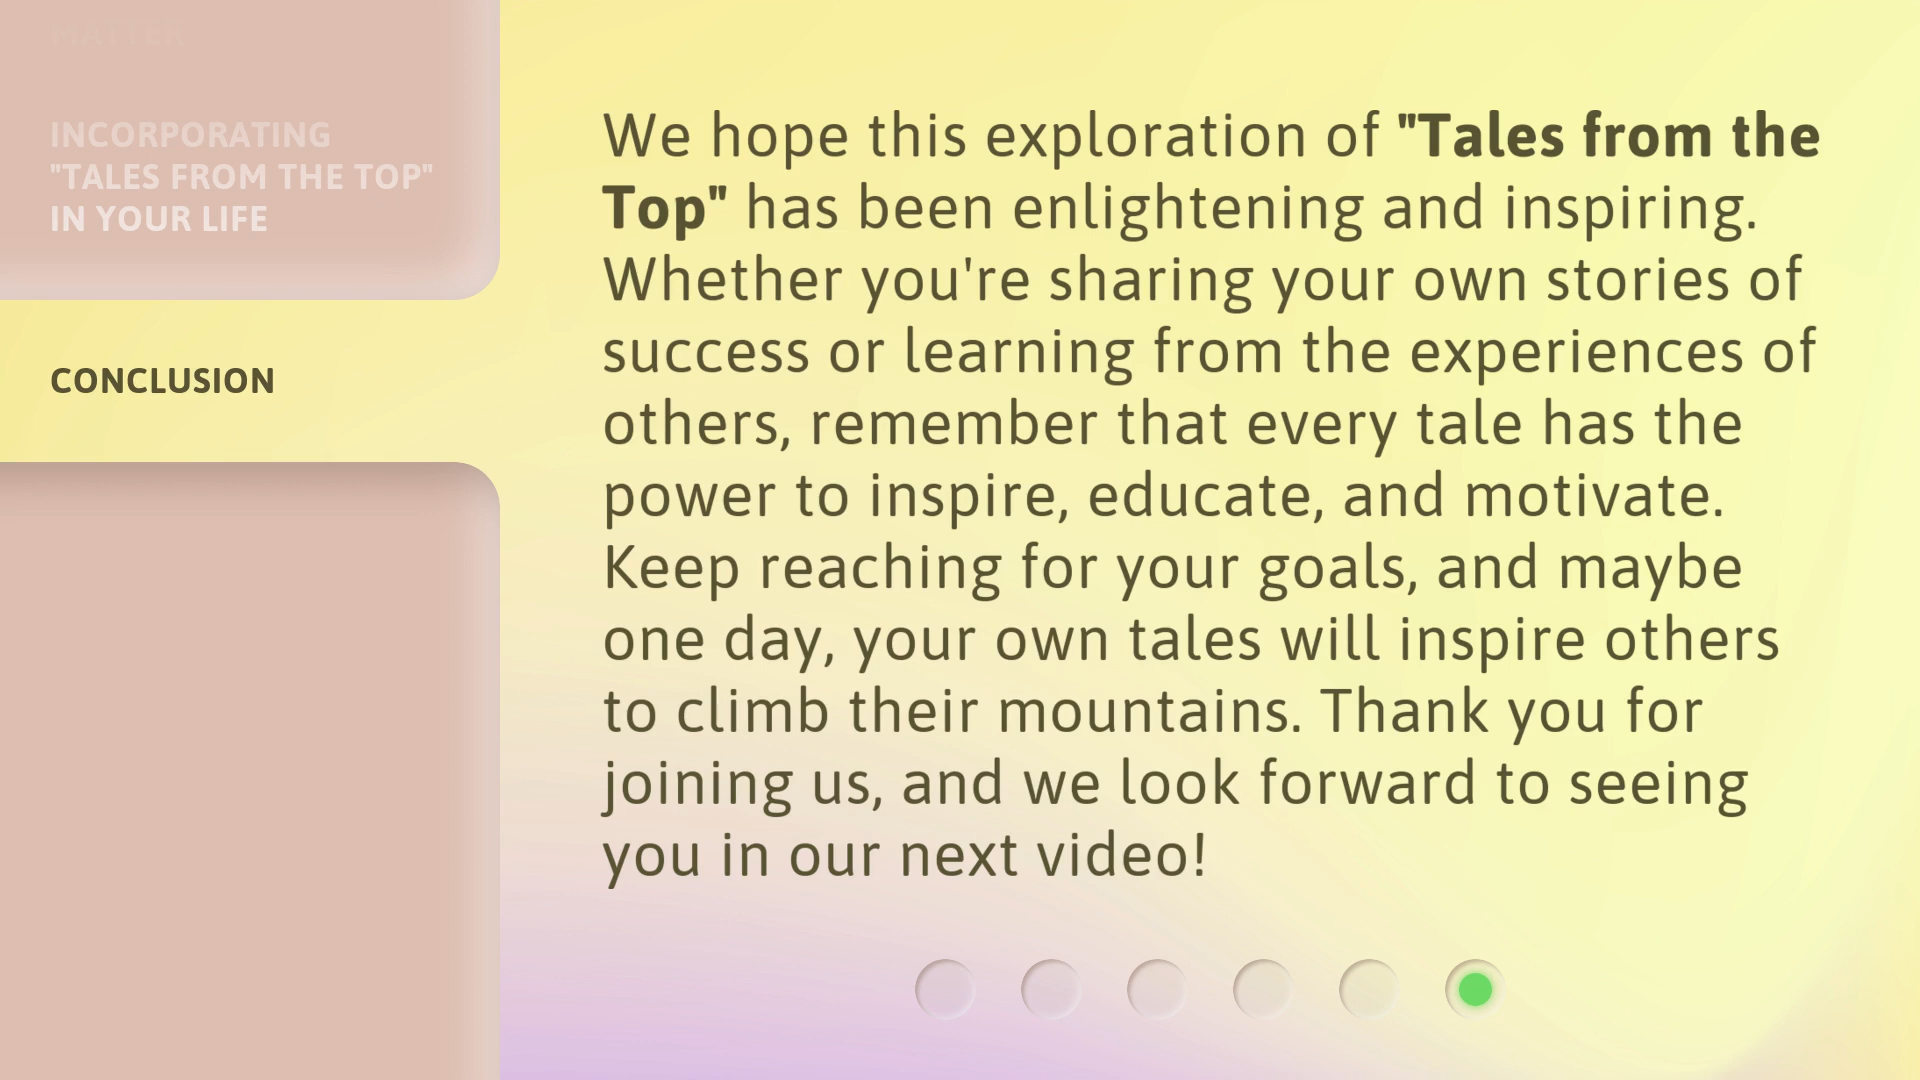 MATTER
INCORPORATING
"TALES FROM THE TOP"
IN YOUR LIFE
CONCLUSION
We hope this exploration of "Tales from the
Top" has been enlightening and inspiring.
Whether you're sharing your own stories of
success or learning from the experiences of
others, remember that every tale has the
power to inspire, educate, and motivate.
Keep reaching for your goals, and maybe
one day, your own tales will inspire others
to climb their mountains. Thank you for
joining us, and we look forward to seeing
you in our next video!